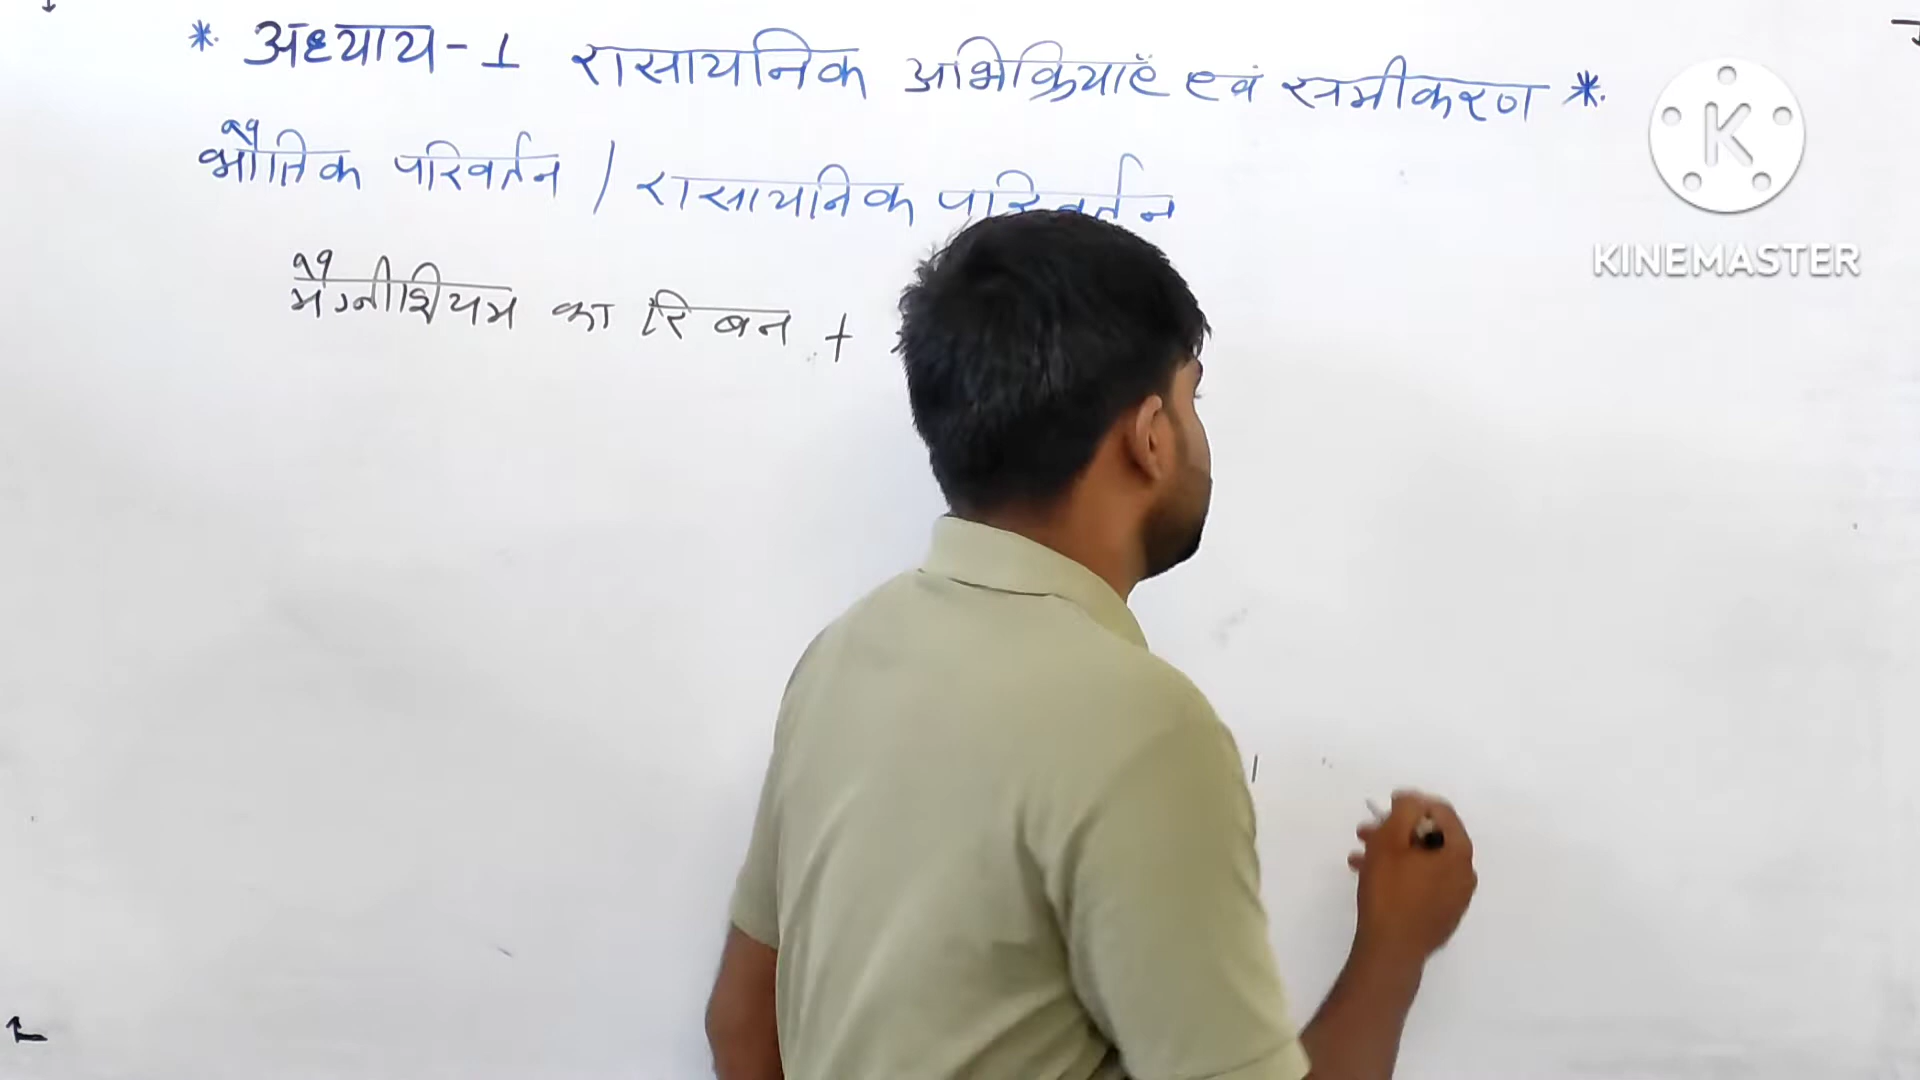 * अध्याय - 1 रासायनिक अभिक्रियाएँ एवं समीकरण *
भौतिक परिवर्तन / रासायनिक परिवर्तन
मैग्नीशियम का रिबन +
K
KINEMASTER